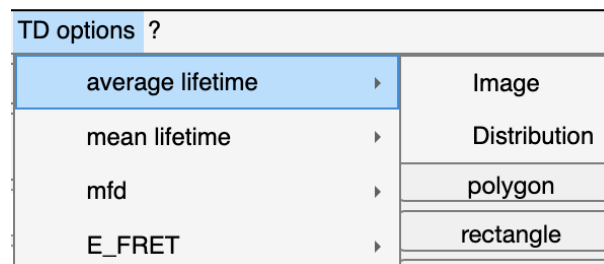 TD options ?
average lifetime
Image
mean lifetime
Distribution
mfd
polygon
E_FRET
rectangle